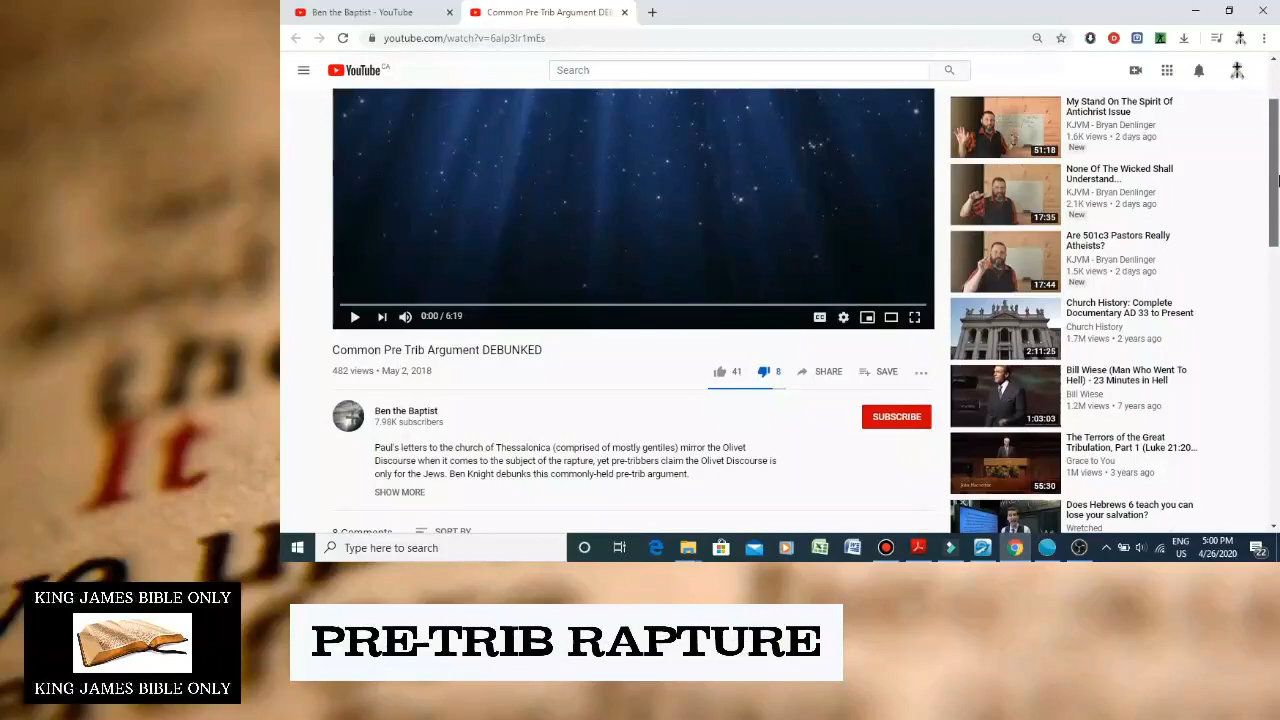 Ben the Baptist - YouTube
Common Pre Trib Argument DEB
youtube.com/watch?v=6aIp3Ir1mEs
YouTube CA
Search
My Stand On The Spirit Of
Antichrist Issue
KJVM - Bryan Denlinger
1.6K views • 2 days ago
New
51:18
None Of The Wicked Shall
Understand...
KJVM - Bryan Denlinger
2.1K views • 2 days ago
New
17:35
Are 501c3 Pastors Really
Atheists?
KJVM - Bryan Denlinger
1.5K views • 2 days ago
New
17:44
Church History: Complete
Documentary AD 33 to Present
Church History
1.7M views • 2 years ago
2:11:25
Bill Wiese (Man Who Went To
Hell) - 23 Minutes in Hell
Bill Wiese
1.2M views • 7 years ago
1:03:03
The Terrors of the Great
Tribulation, Part 1 (Luke 21:20...
Grace to You
1M views • 3 years ago
55:30
Does Hebrews 6 teach you can
lose your salvation?
Wretched
0:00 / 6:19
Common Pre Trib Argument DEBUNKED
482 views • May 2, 2018
41
8
SHARE
SAVE
Ben the Baptist
7.98K subscribers
SUBSCRIBE
Paul's letters to the church of Thessalonica (comprised of mostly gentiles) mirror the Olivet
Discourse when it comes to the subject of the rapture, yet pre-tribbers claim the Olivet Discourse is
only for the Jews. Ben Knight debunks this commonly-held pre-trib argument.
SHOW MORE
8 Comments
SORT BY
Type here to search
ENG
US
5:00 PM
4/26/2020
22
It
KING JAMES BIBLE ONLY
KING JAMES BIBLE ONLY
PRE-TRIB RAPTURE